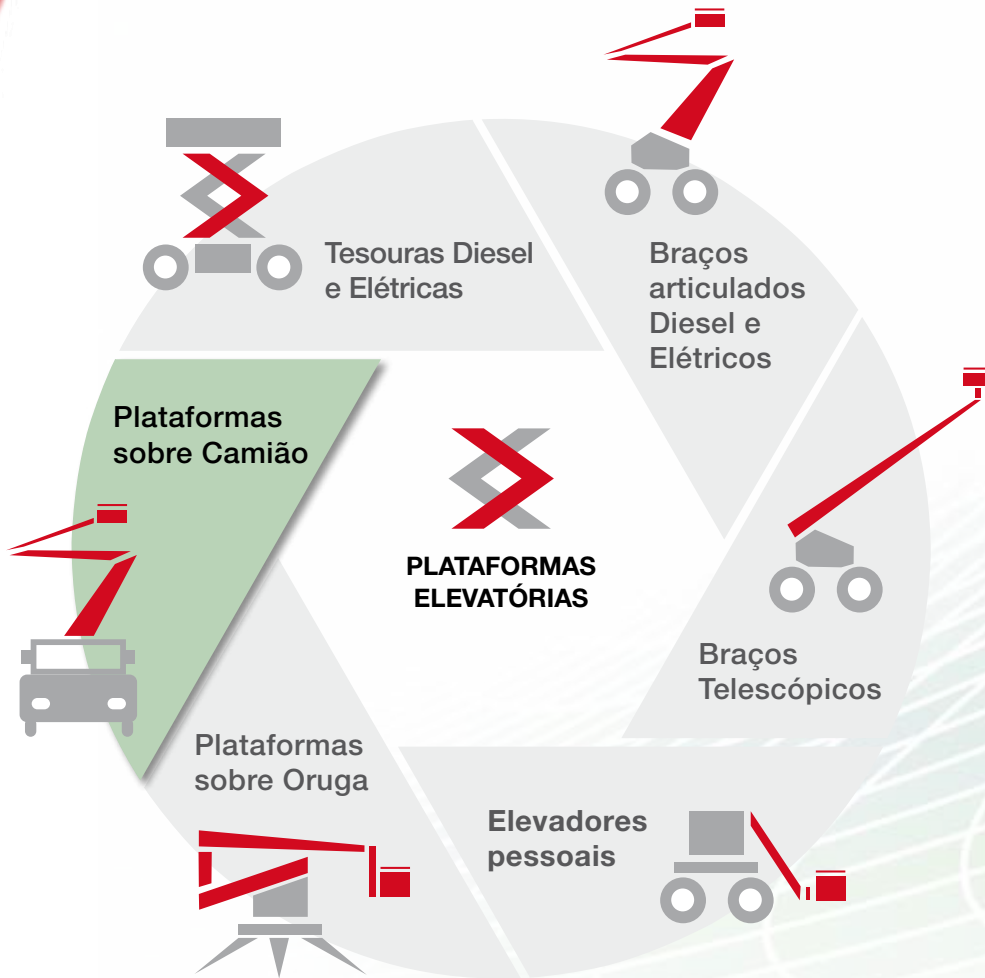 Tesouras Diesel
e Elétricas
Braços
articulados
Diesel e
Elétricos
Plataformas
sobre Camião
PLATAFORMAS
ELEVATÓRIAS
Braços
Telescópicos
Plataformas
sobre Oruga
Elevadores
pessoais